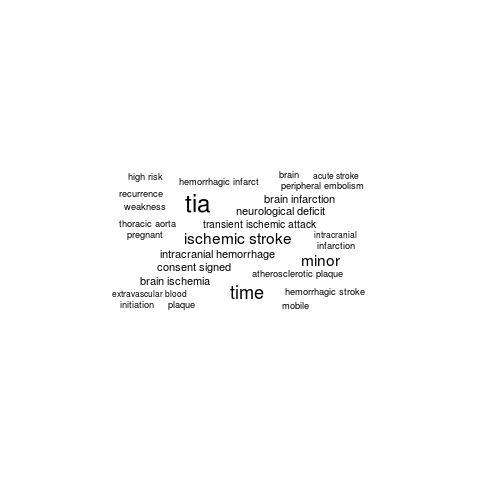 high risk
hemorrhagic infarct
brain
acute stroke
peripheral embolism
recurrence
tia
brain infarction
weakness
neurological deficit
thoracic aorta
transient ischemic attack
pregnant
ischemic stroke
intracranial
infarction
intracranial hemorrhage
minor
consent signed
atherosclerotic plaque
brain ischemia
time
hemorrhagic stroke
extravascular blood
initiation
plaque
mobile